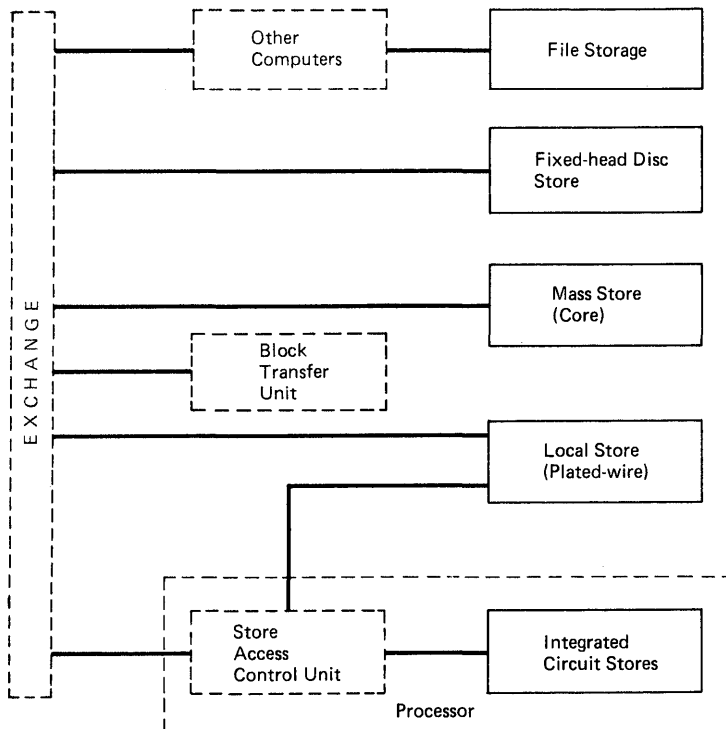 Other
Computers
File Storage
Fixed-head Disc
Store
Mass Store
(Core)
Block
Transfer
Unit
EXCHANGE
Local Store
(Plated-wire)
Store
Access
Control Unit
Integrated
Circuit Stores
Processor